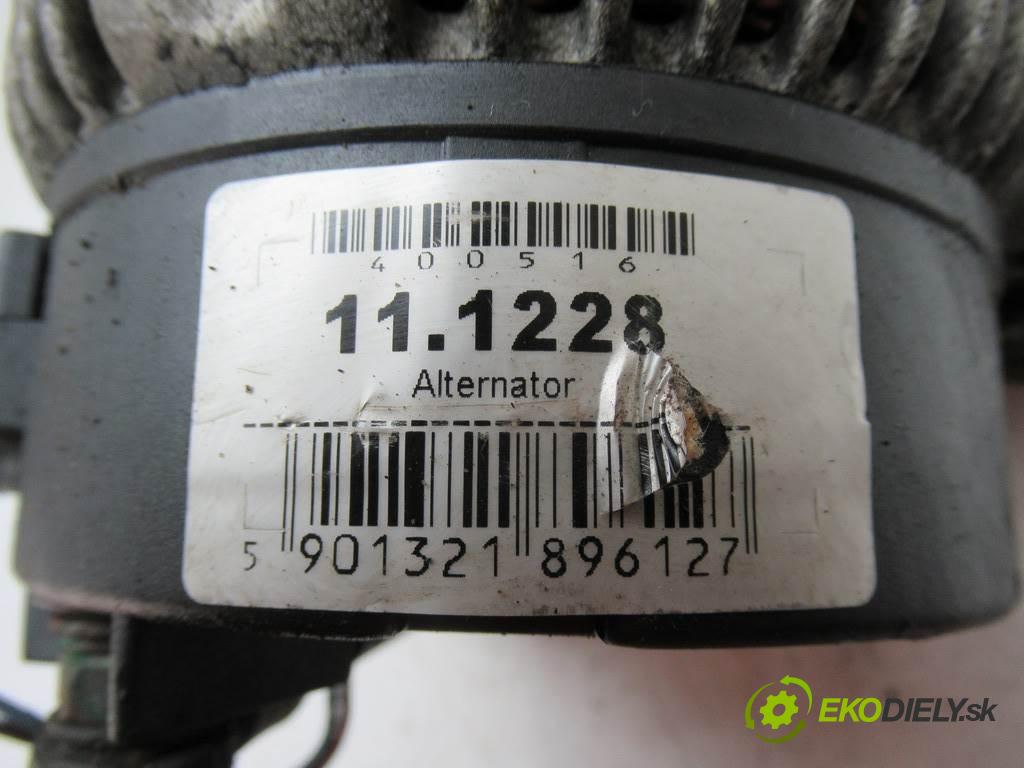 400516
11.1228
Alternator
5 901321 896127
EKODIELY.sk